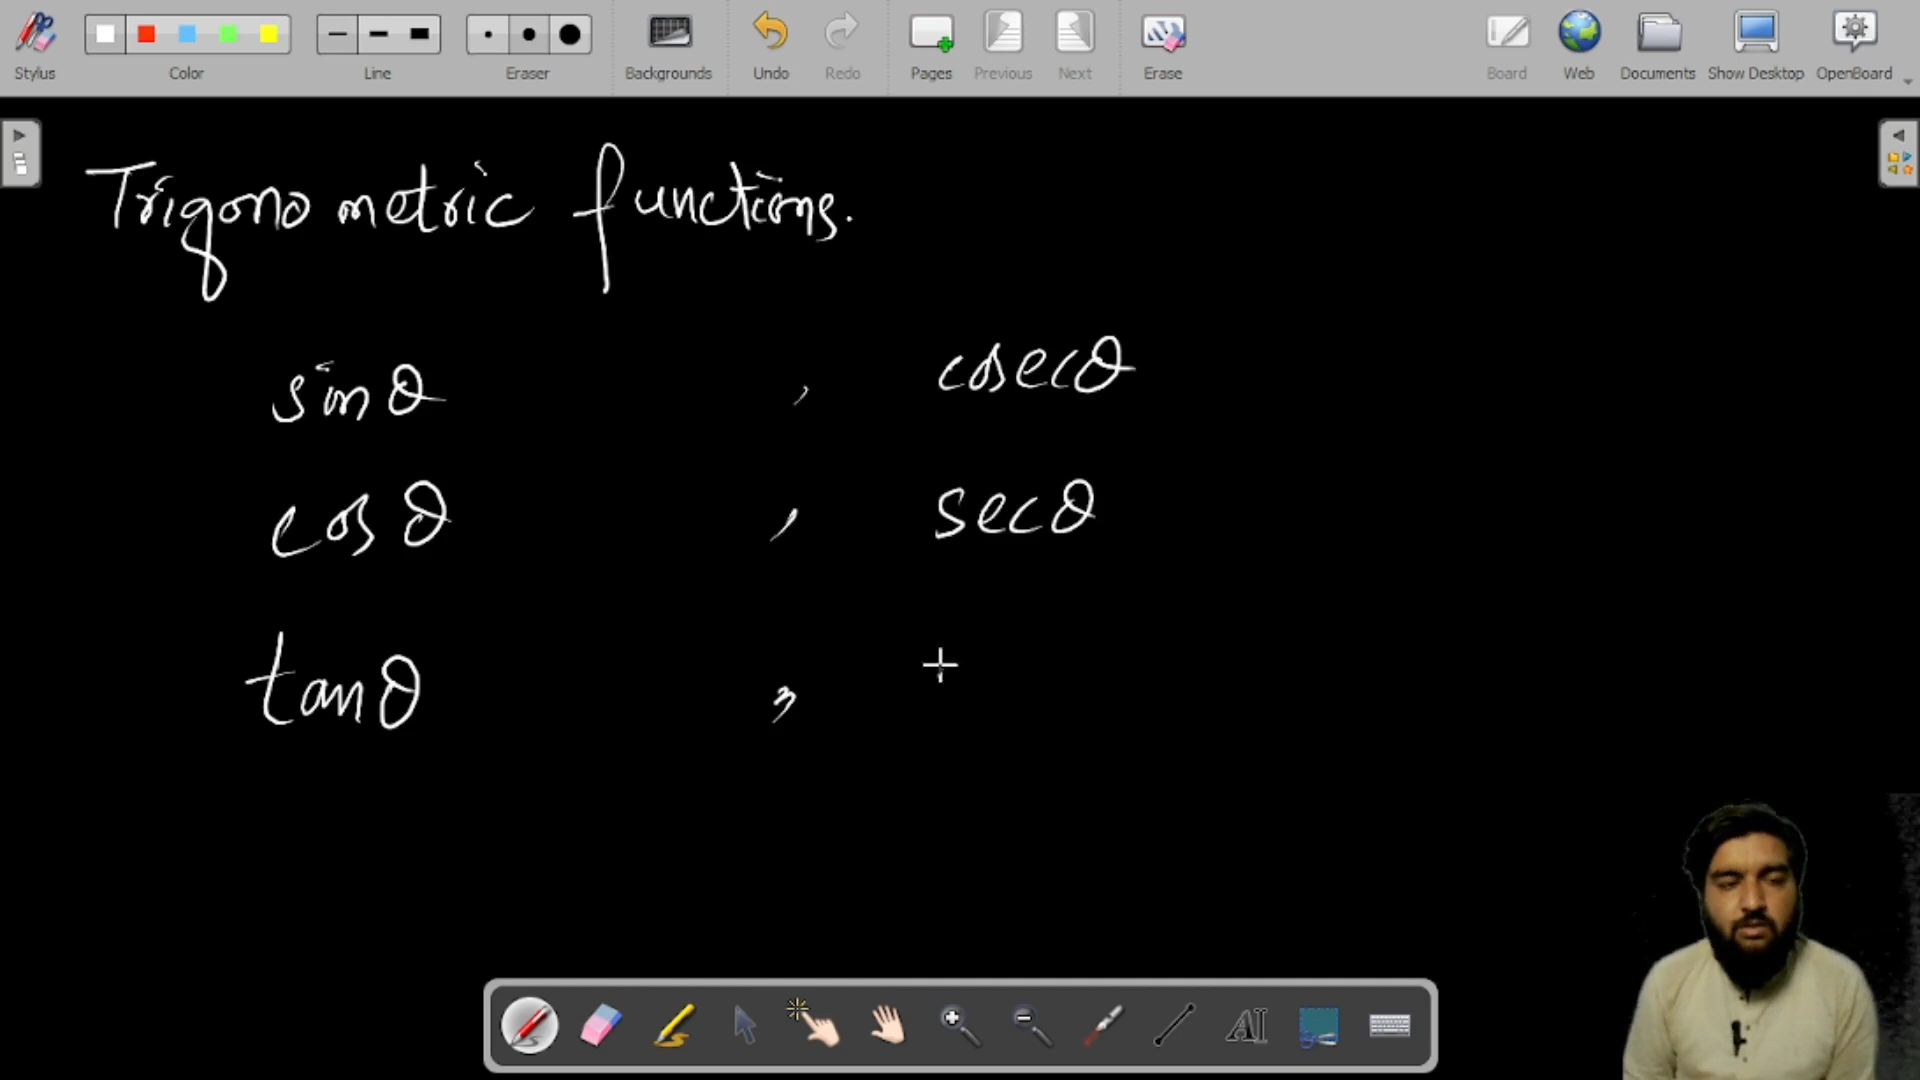 Stylus Color Line Eraser Backgrounds Undo Redo Pages Previous Next Erase Board Web Documents Show Desktop OpenBoard
Trigonometric functions.
sinθ , cosecθ
cosθ , secθ
tanθ ,